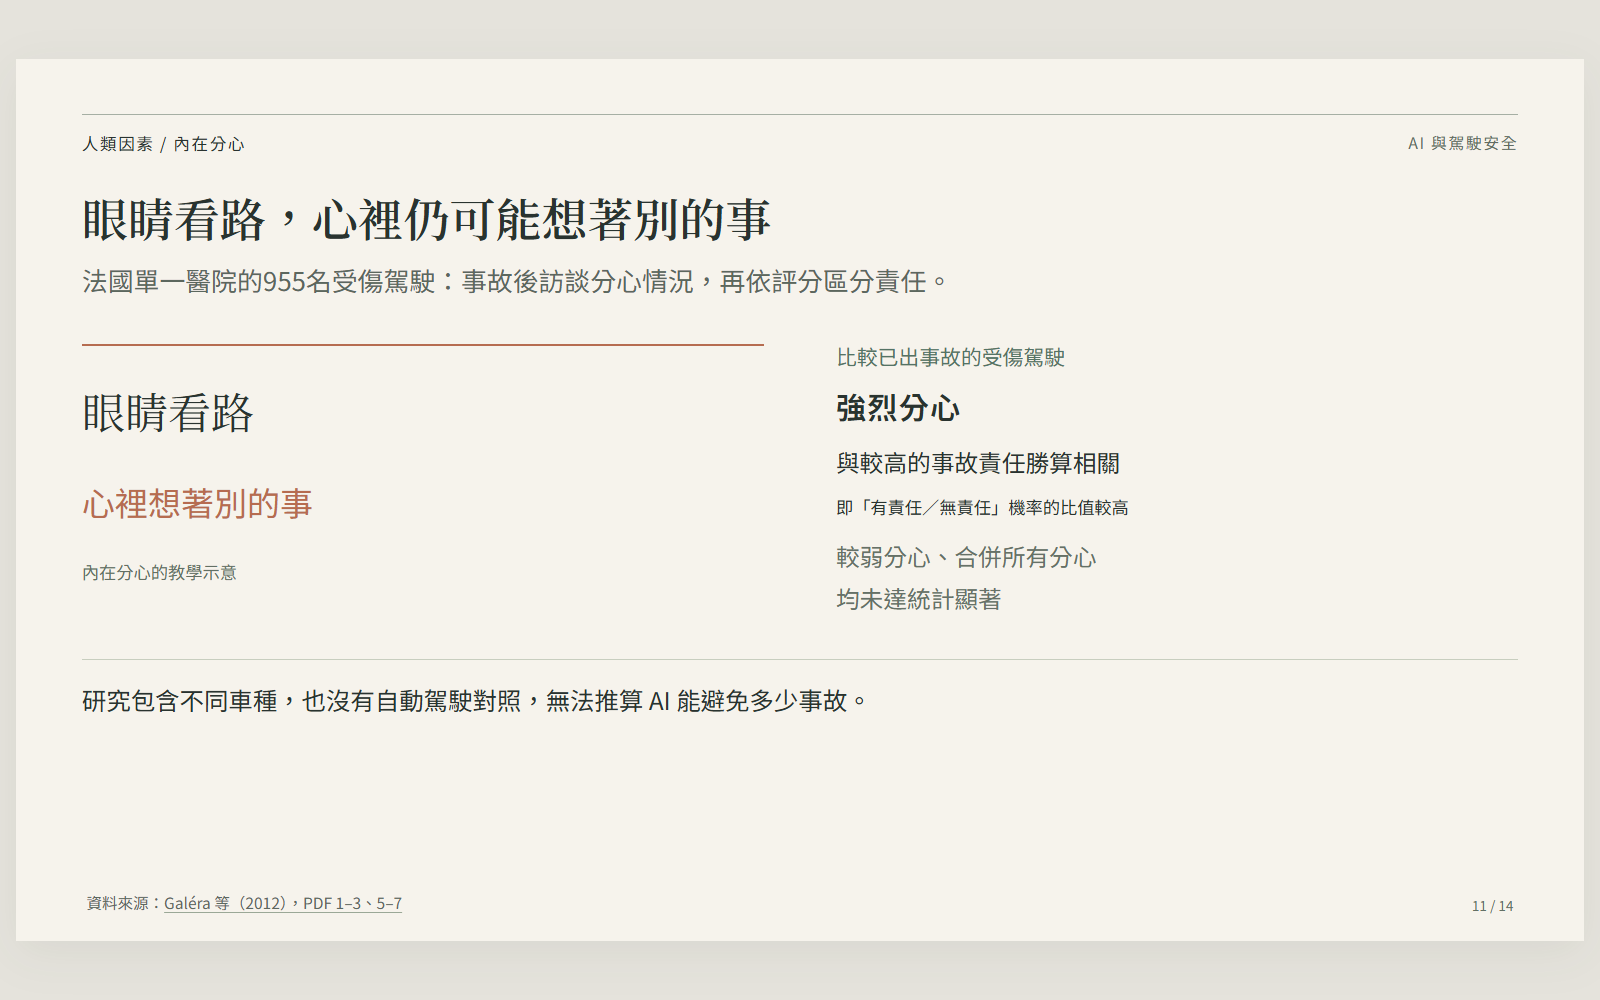 人類因素 / 內在分心
AI 與駕駛安全
眼睛看路，心裡仍可能想著別的事
法國單一醫院的955名受傷駕駛：事故後訪談分心情況，再依評分區分責任。
眼睛看路
心裡想著別的事
內在分心的教學示意
比較已出事故的受傷駕駛
強烈分心
與較高的事故責任勝算相關
即「有責任／無責任」機率的比值較高
較弱分心、合併所有分心
均未達統計顯著
研究包含不同車種，也沒有自動駕駛對照，無法推算 AI 能避免多少事故。
資料來源：Galéra 等（2012），PDF 1–3、5–7
11 / 14